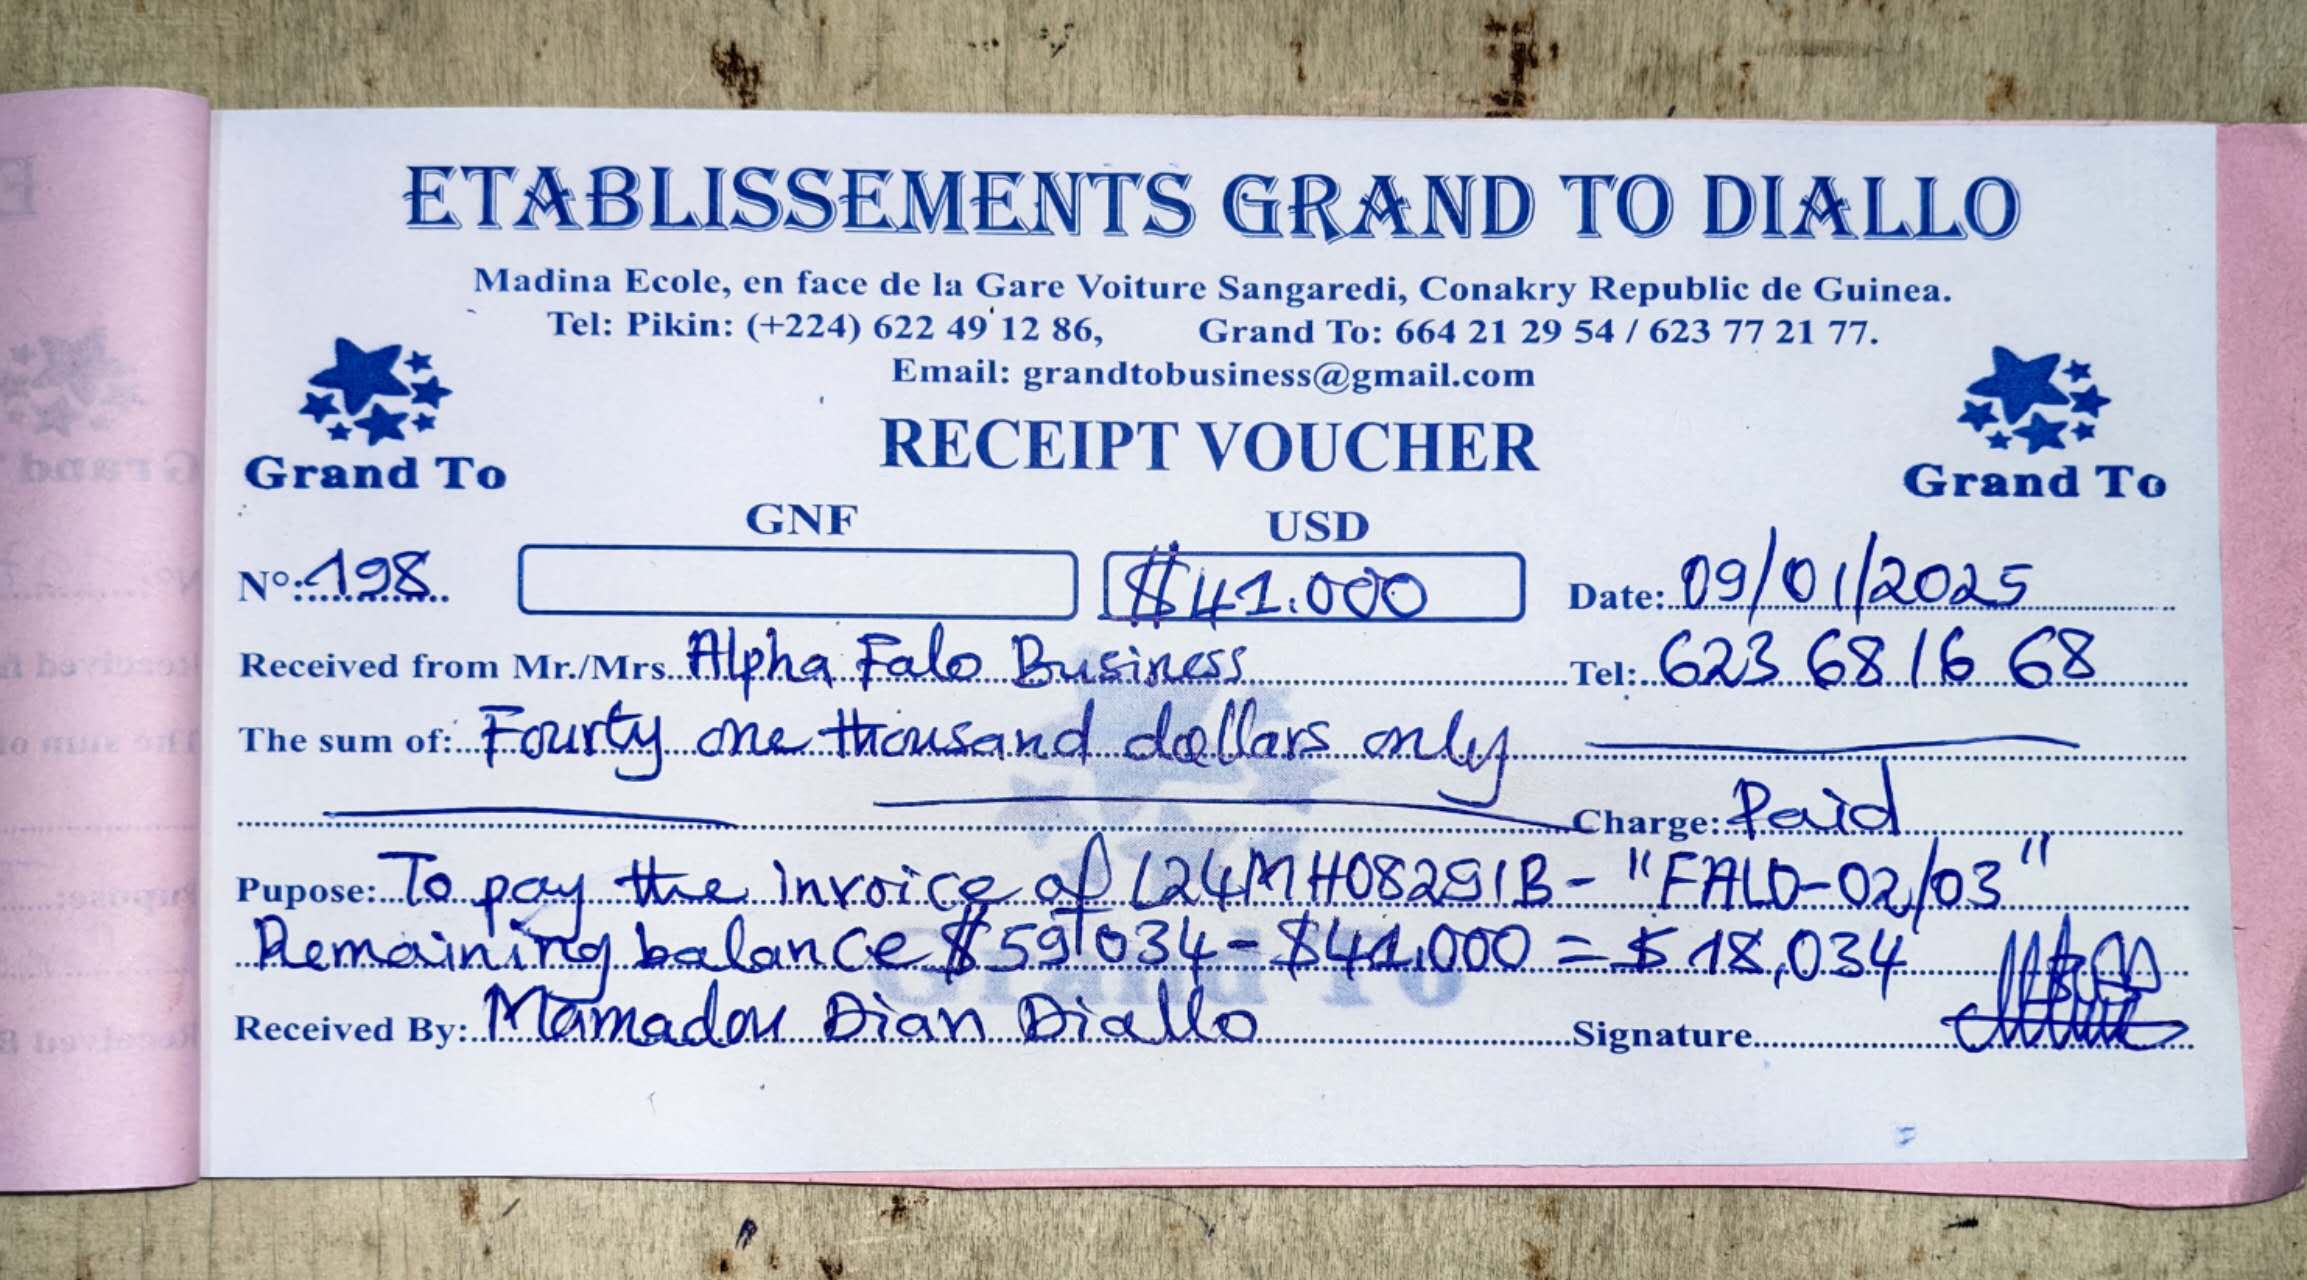 ETABLISSEMENTS GRAND TO DIALLO
Madina Ecole, en face de la Gare Voiture Sangaredi, Conakry Republic de Guinea.
Tel: Pikin: (+224) 622 49 12 86, Grand To: 664 21 29 54 / 623 77 21 77.
Email: grandtobusiness@gmail.com
Grand To
RECEIPT VOUCHER
Grand To
GNF USD
N°: 198 $41.000 Date: 09/01/2025
Received from Mr./Mrs. Alpha Falo Business Tel: 623 68 16 68
The sum of: Fourty one thousand dollars only
Charge: Paid
Pupose: To pay the invoice of L24MH08291B - "FALO-02/03"
Remaining balance $59,034 - $41,000 = $18,034
Grand To
Received By: Mamadou Dian Diallo Signature